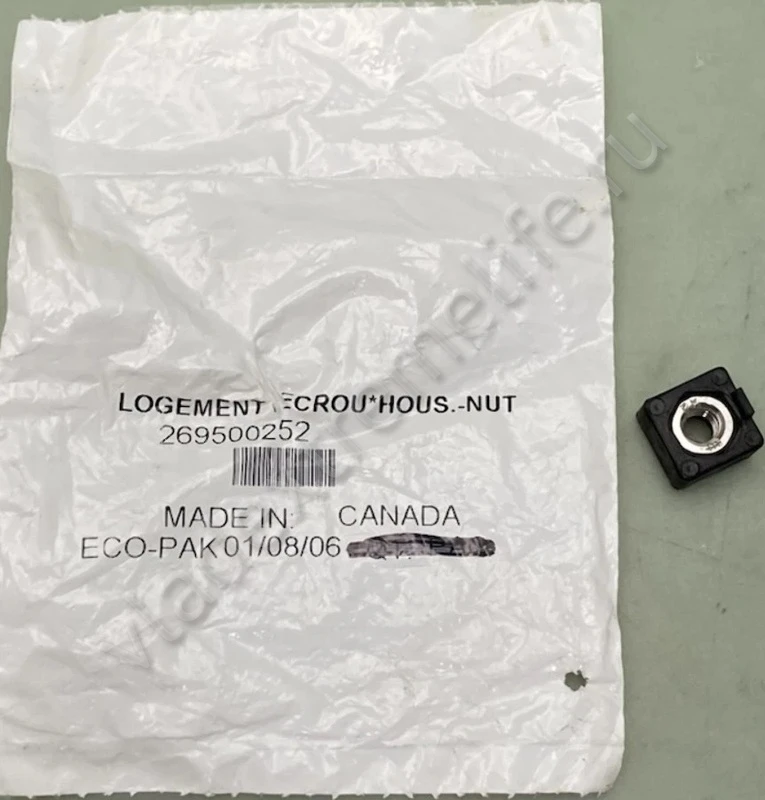 LOGEMENT ECROU*HOUS.-NUT
269500252
MADE IN: CANADA
ECO-PAK 01/08/06